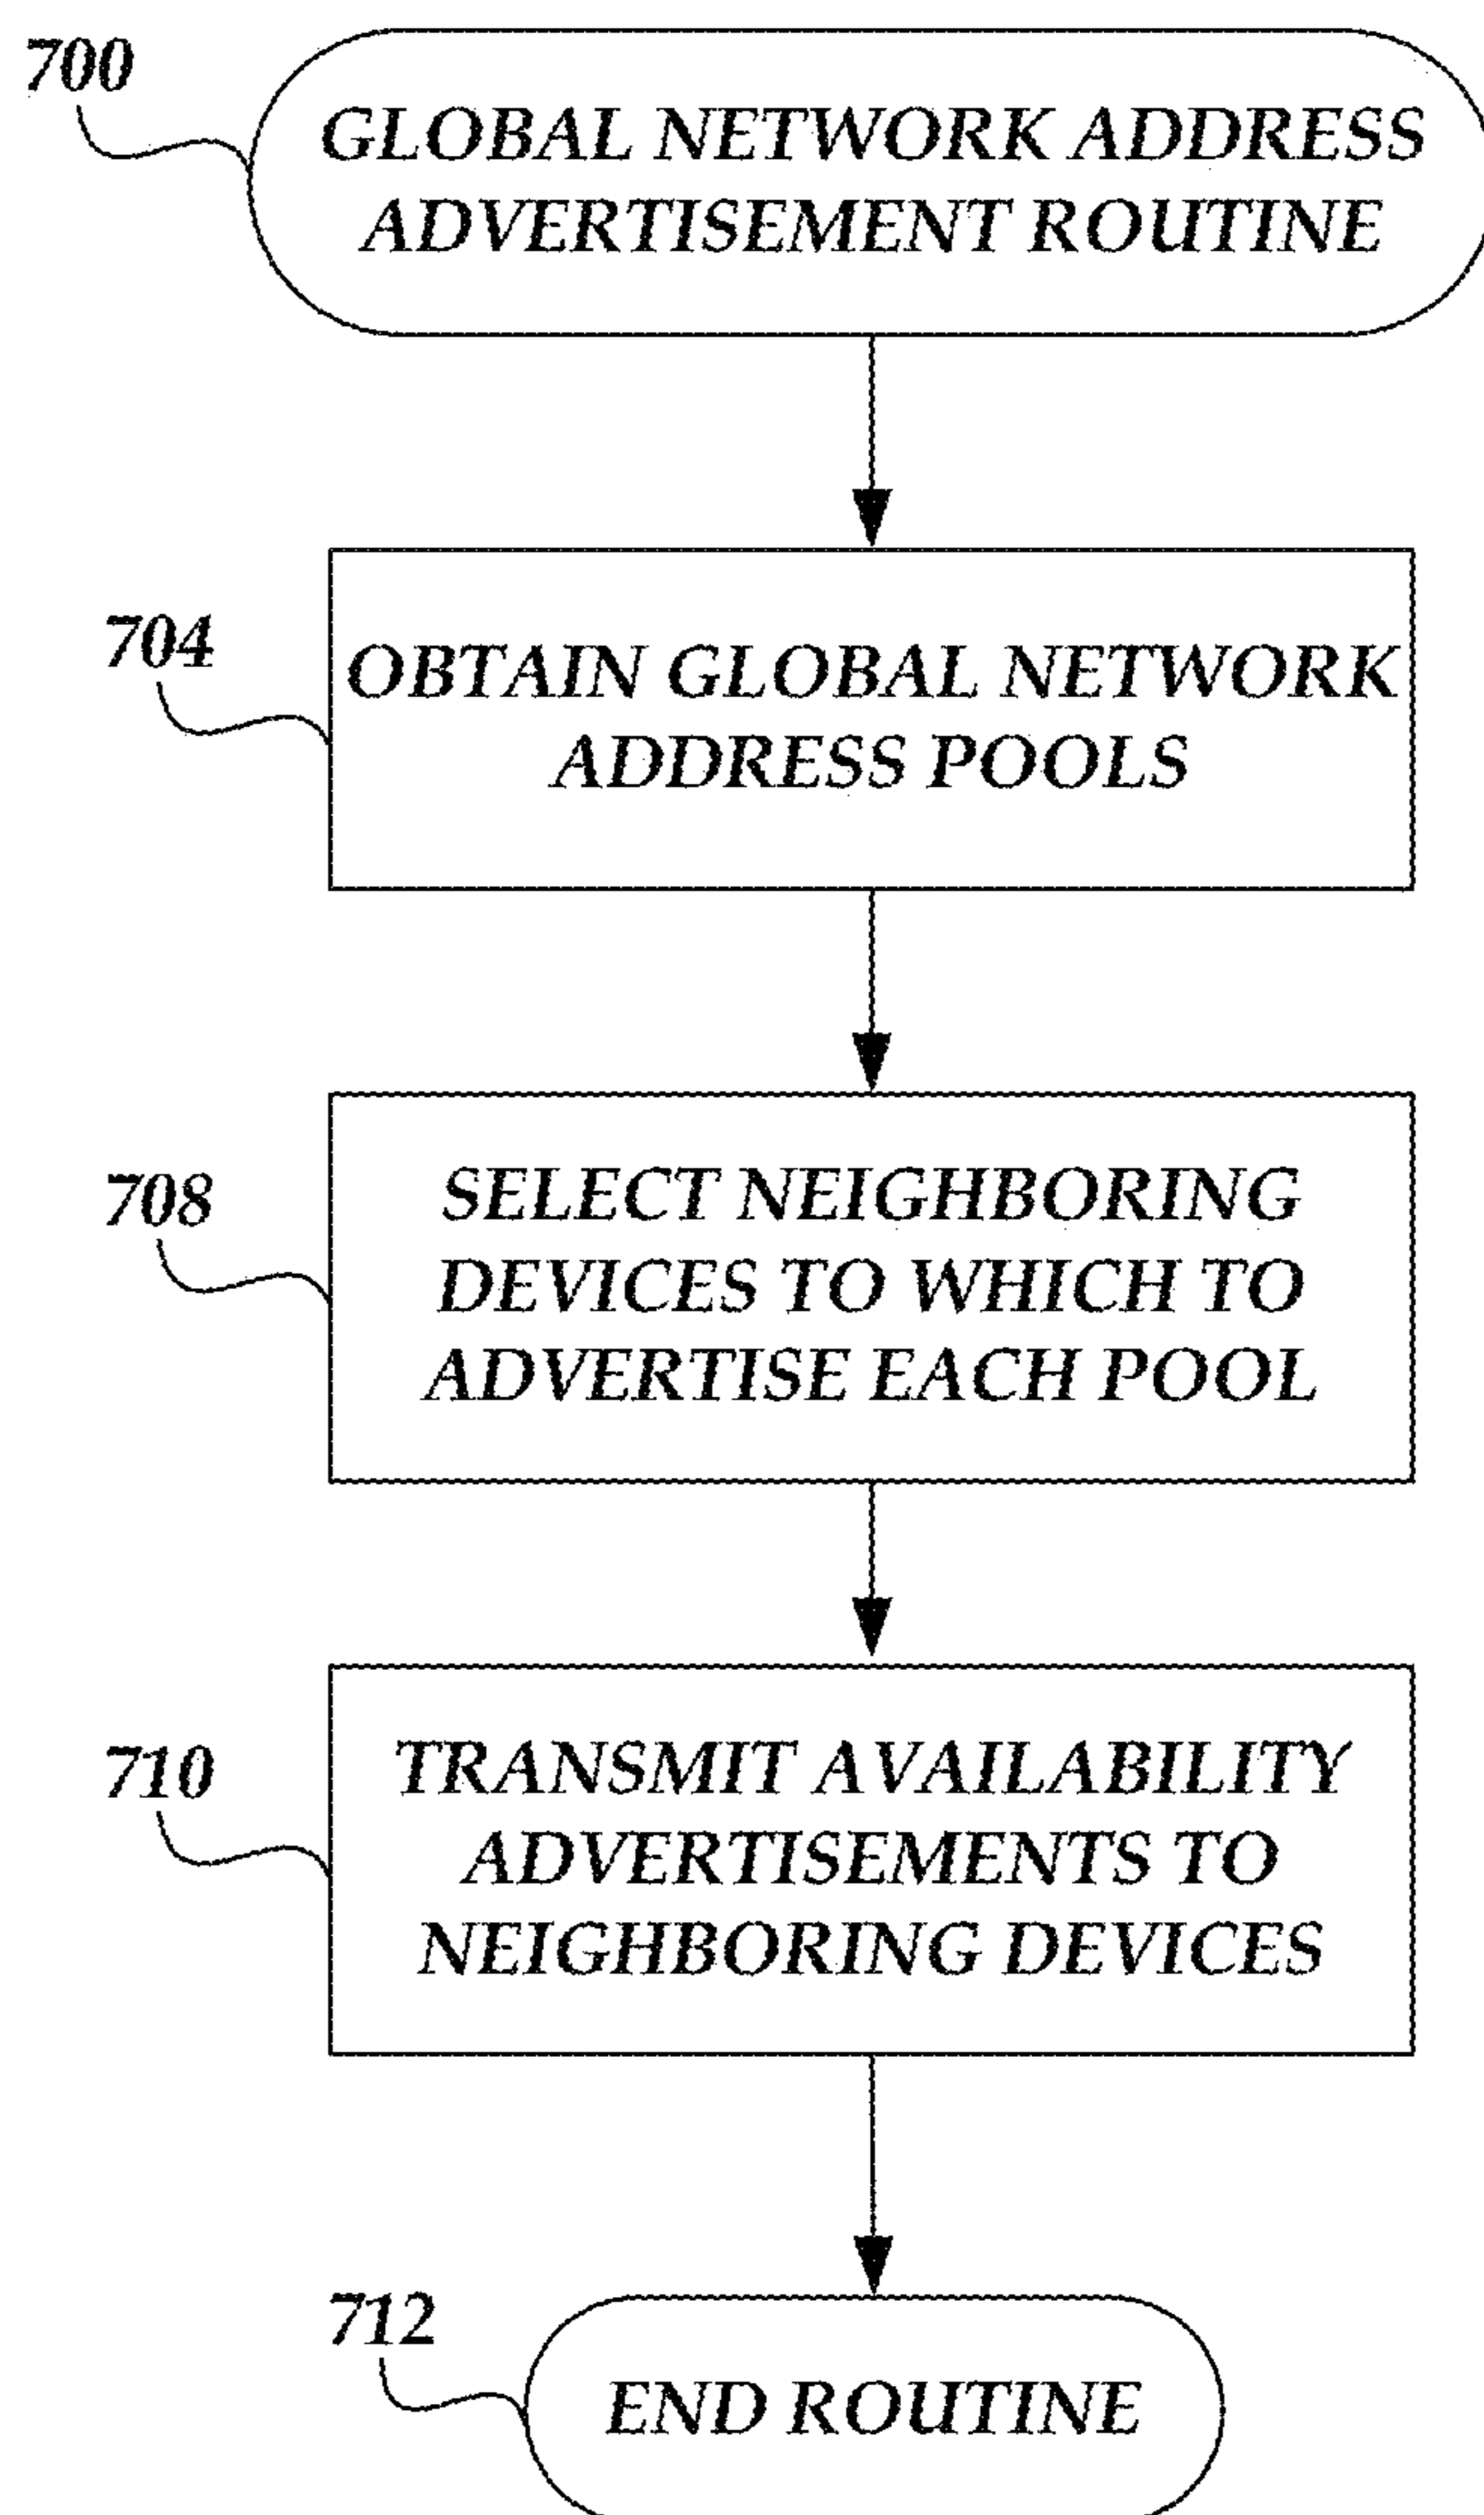 700
GLOBAL NETWORK ADDRESS
ADVERTISEMENT ROUTINE
704
OBTAIN GLOBAL NETWORK
ADDRESS POOLS
708
SELECT NEIGHBORING
DEVICES TO WHICH TO
ADVERTISE EACH POOL
710
TRANSMIT AVAILABILITY
ADVERTISEMENTS TO
NEIGHBORING DEVICES
712
END ROUTINE